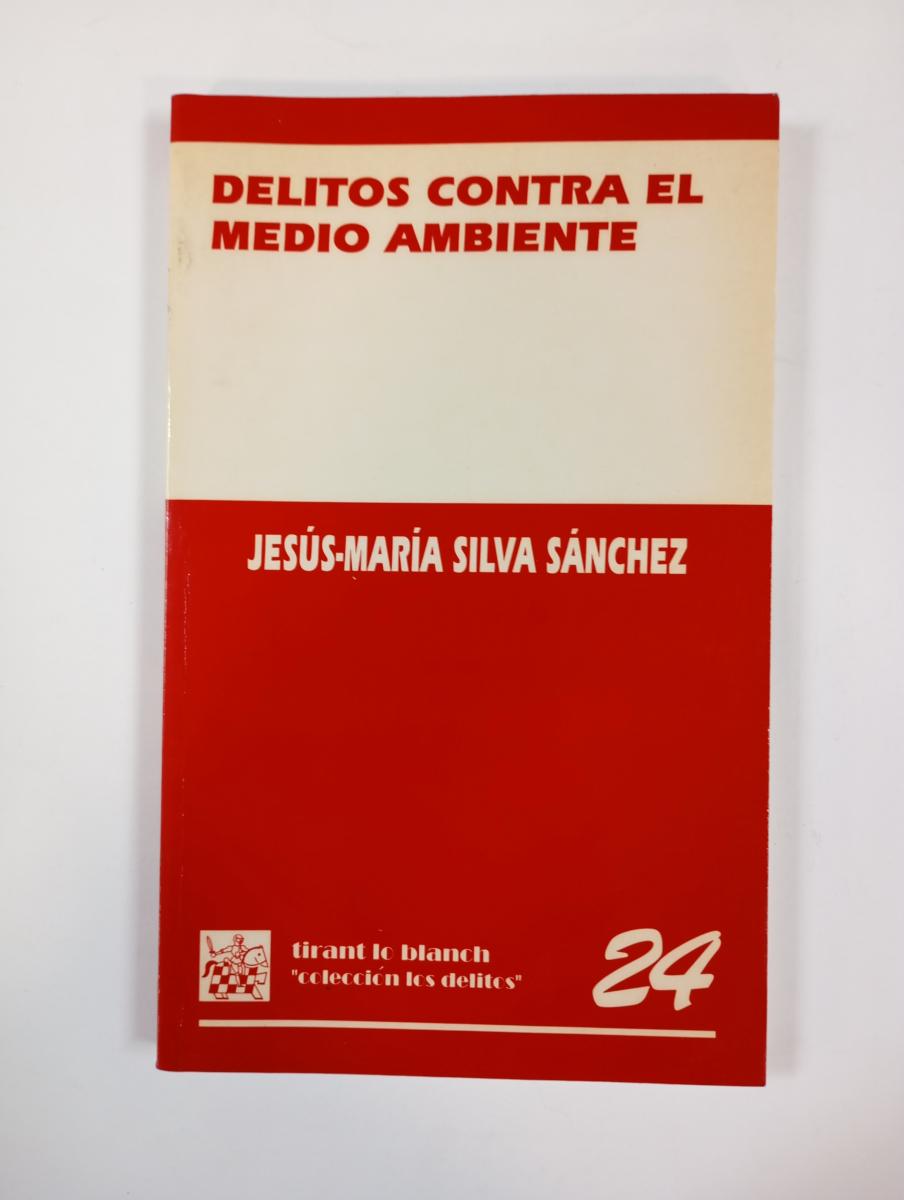 DELITOS CONTRA EL
MEDIO AMBIENTE
JESÚS-MARÍA SILVA SÁNCHEZ
tirant lo blanch
"colección los delitos"
24